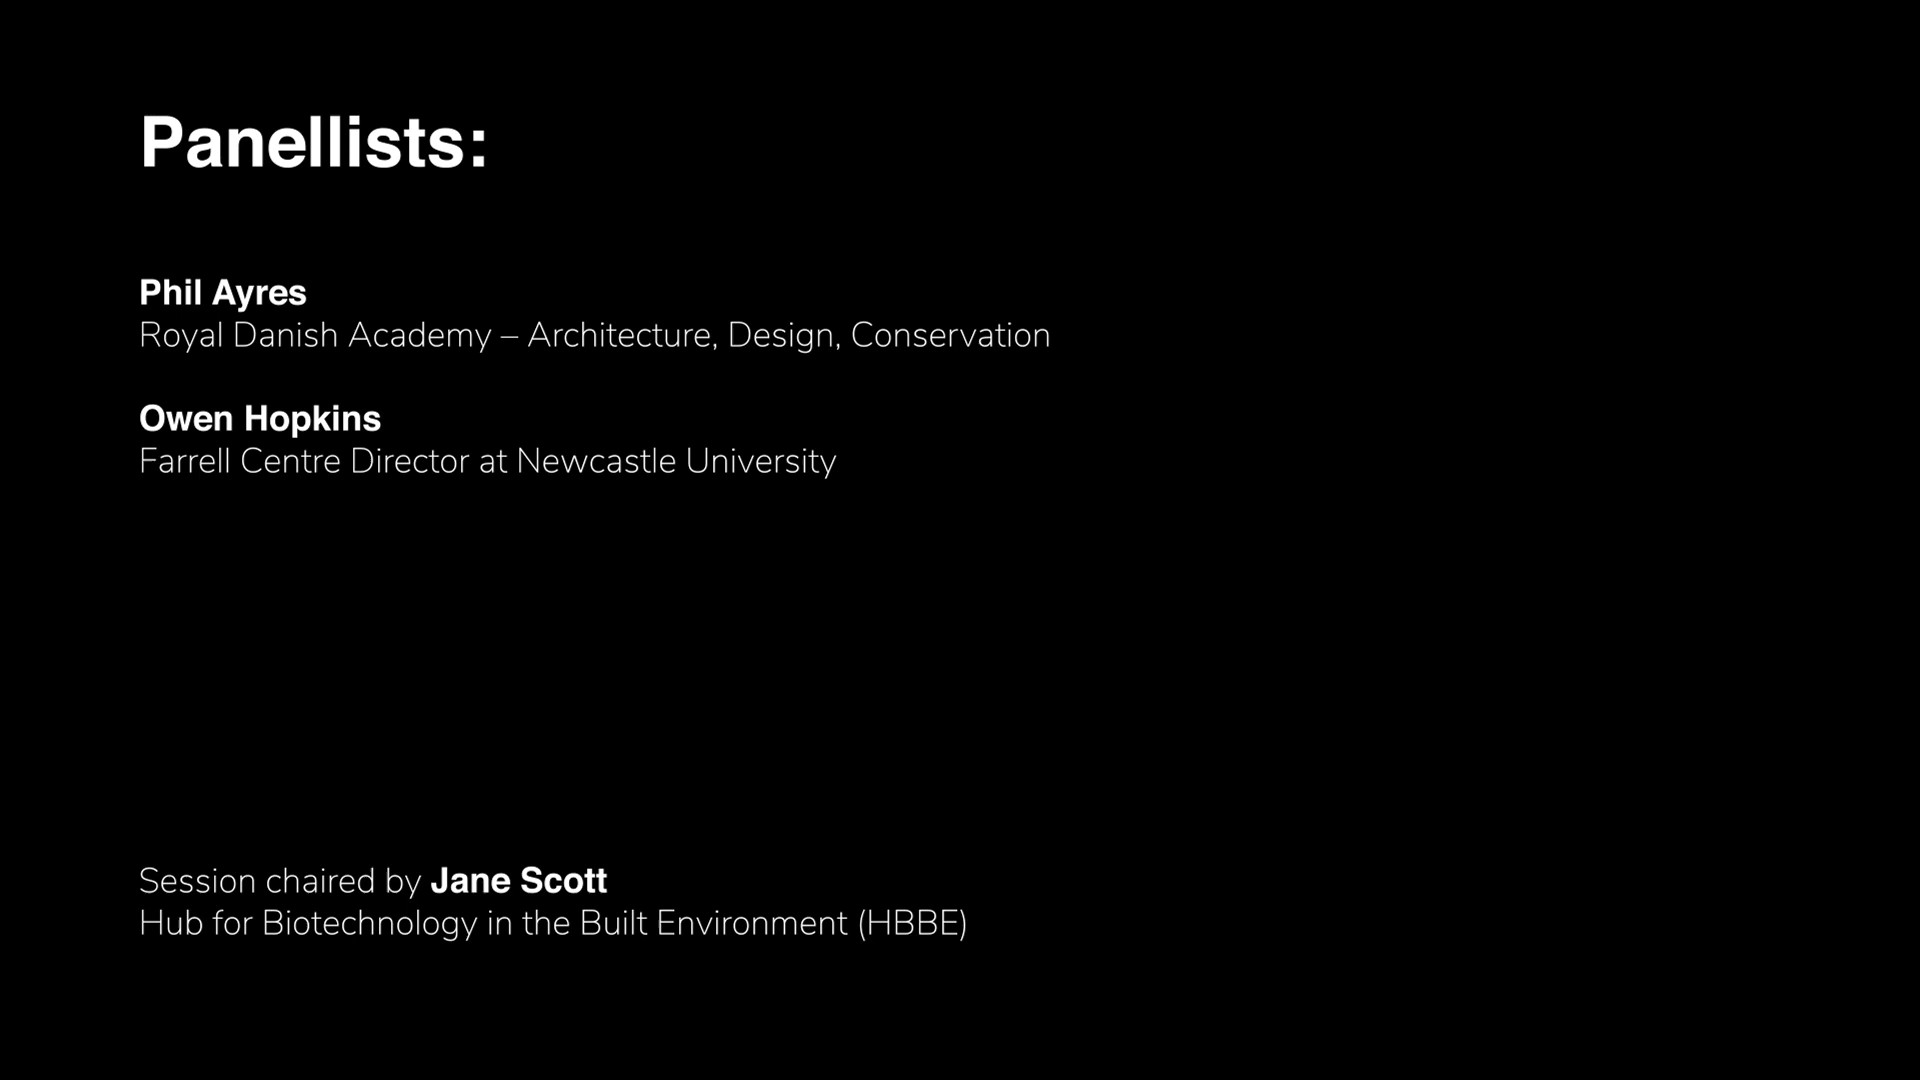 Panellists:
Phil Ayres
Royal Danish Academy – Architecture, Design, Conservation
Owen Hopkins
Farrell Centre Director at Newcastle University
Session chaired by Jane Scott
Hub for Biotechnology in the Built Environment (HBBE)